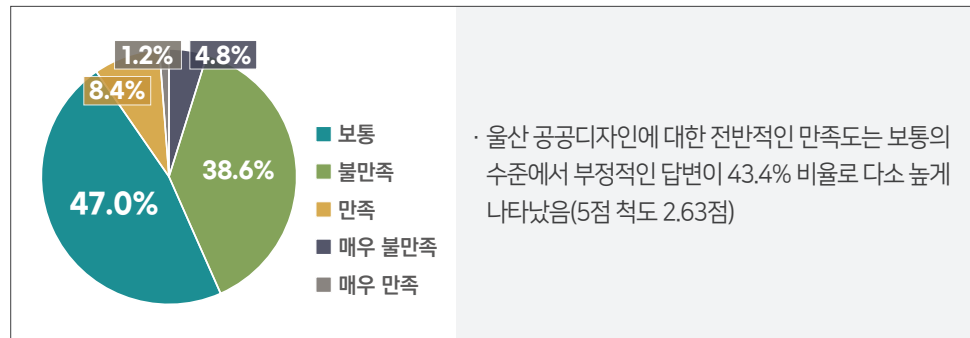 1.2%
4.8%
8.4%
38.6%
47.0%
보통
불만족
만족
매우 불만족
매우 만족
· 울산 공공디자인에 대한 전반적인 만족도는 보통의
수준에서 부정적인 답변이 43.4% 비율로 다소 높게
나타났음(5점 척도 2.63점)